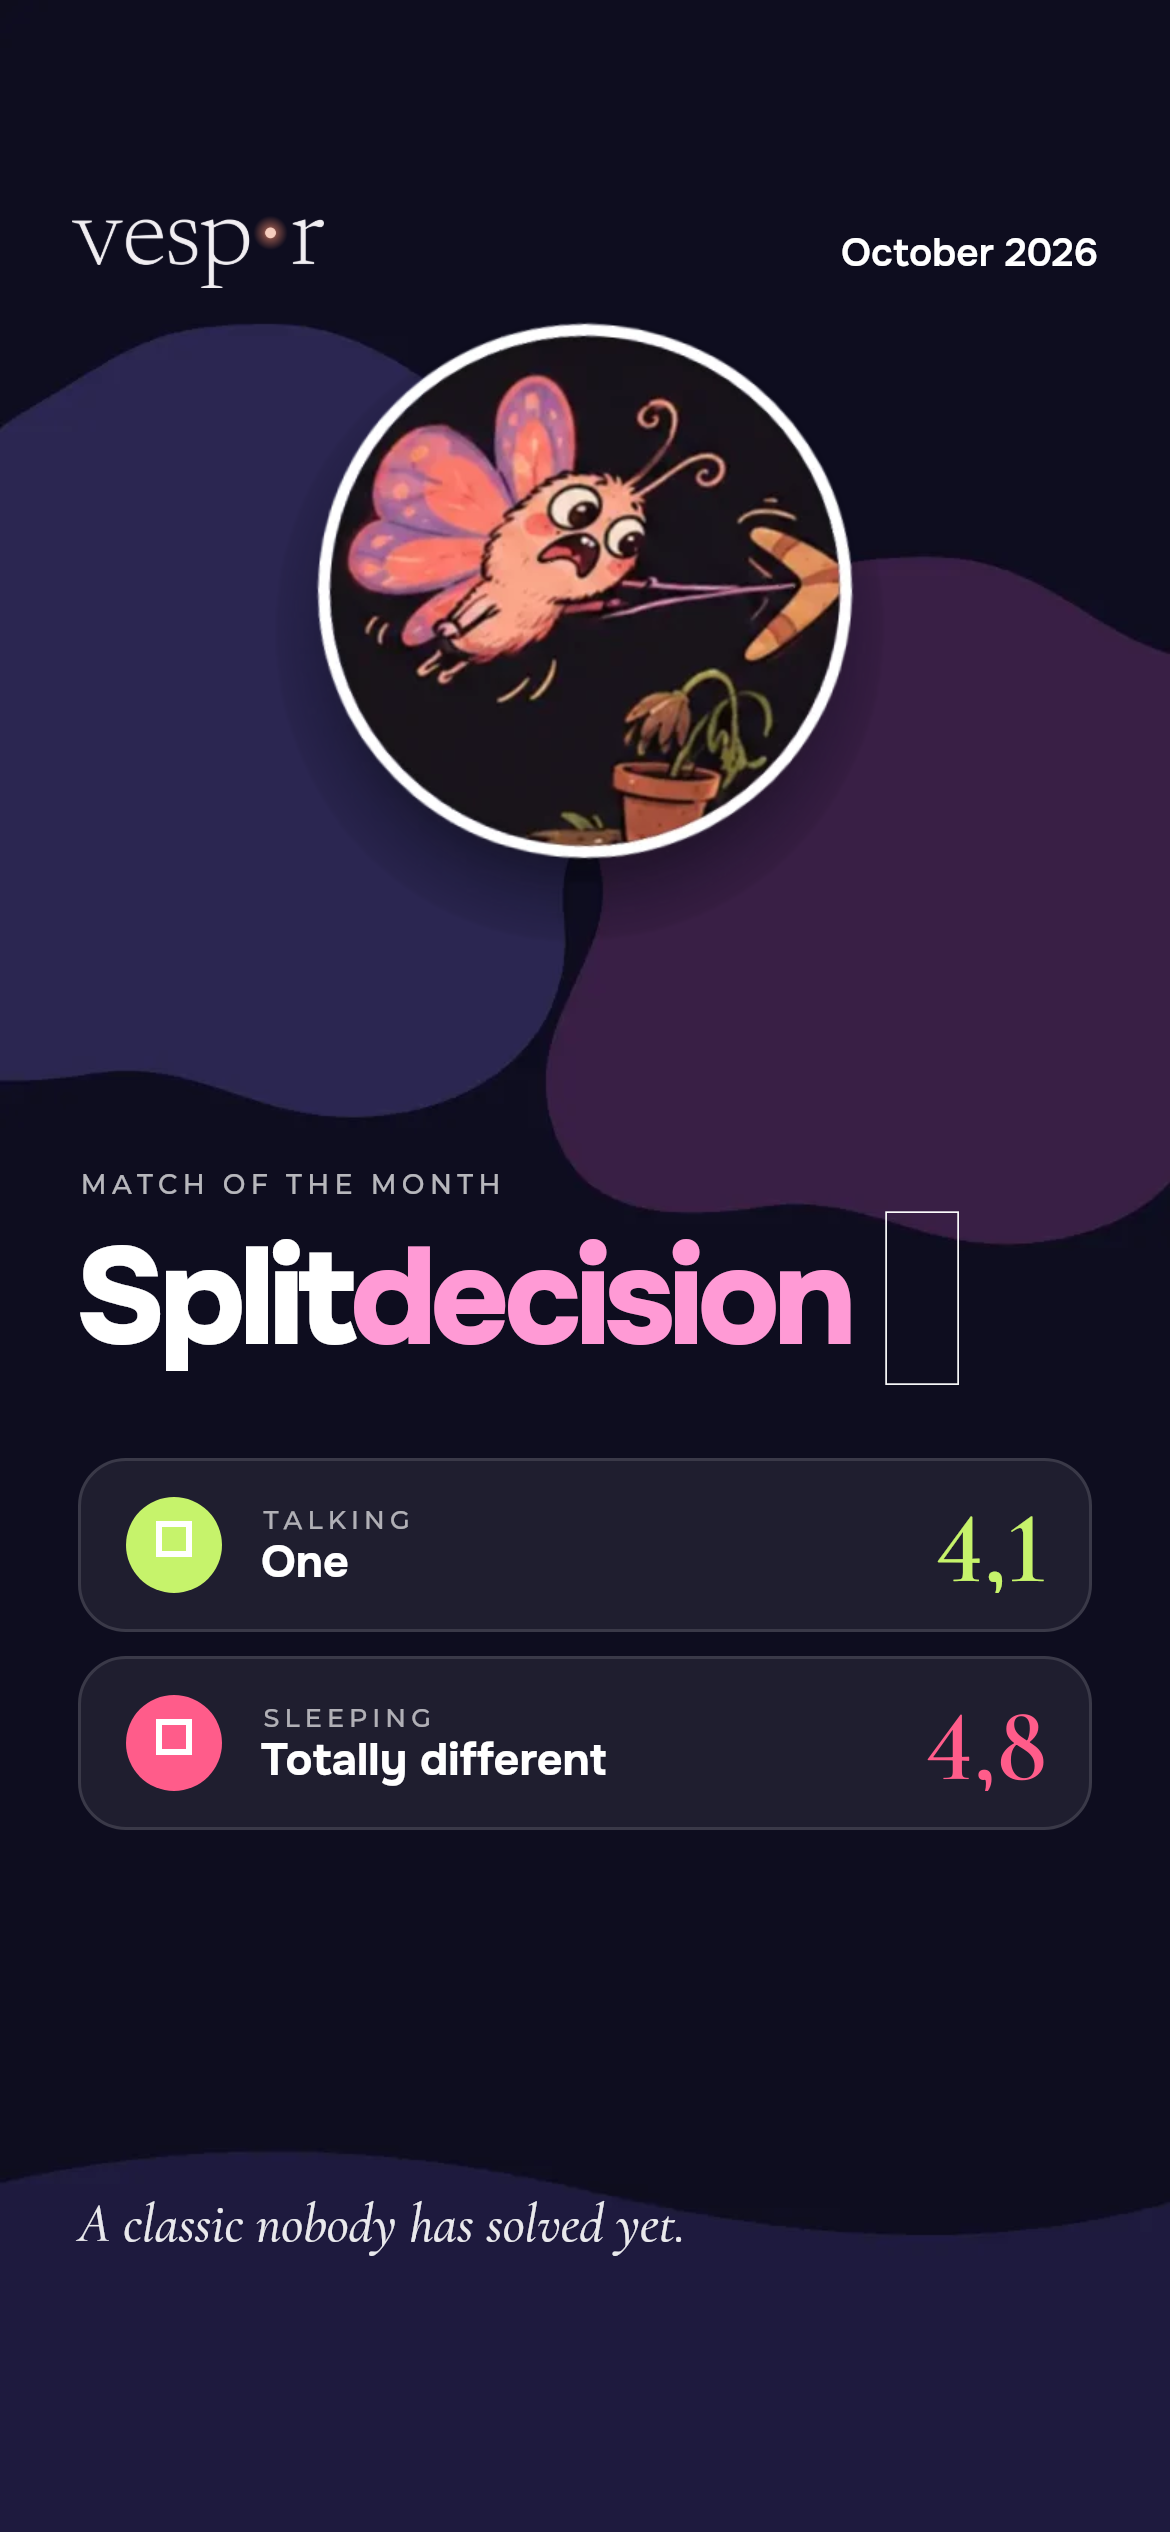 vesp•r
October 2026
MATCH OF THE MONTH
Splitdecision
TALKING
One
4,1
SLEEPING
Totally different
4,8
A classic nobody has solved yet.